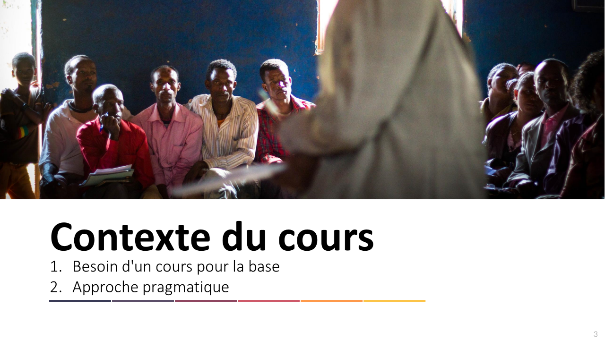 Contexte du cours
1. Besoin d'un cours pour la base
2. Approche pragmatique
3